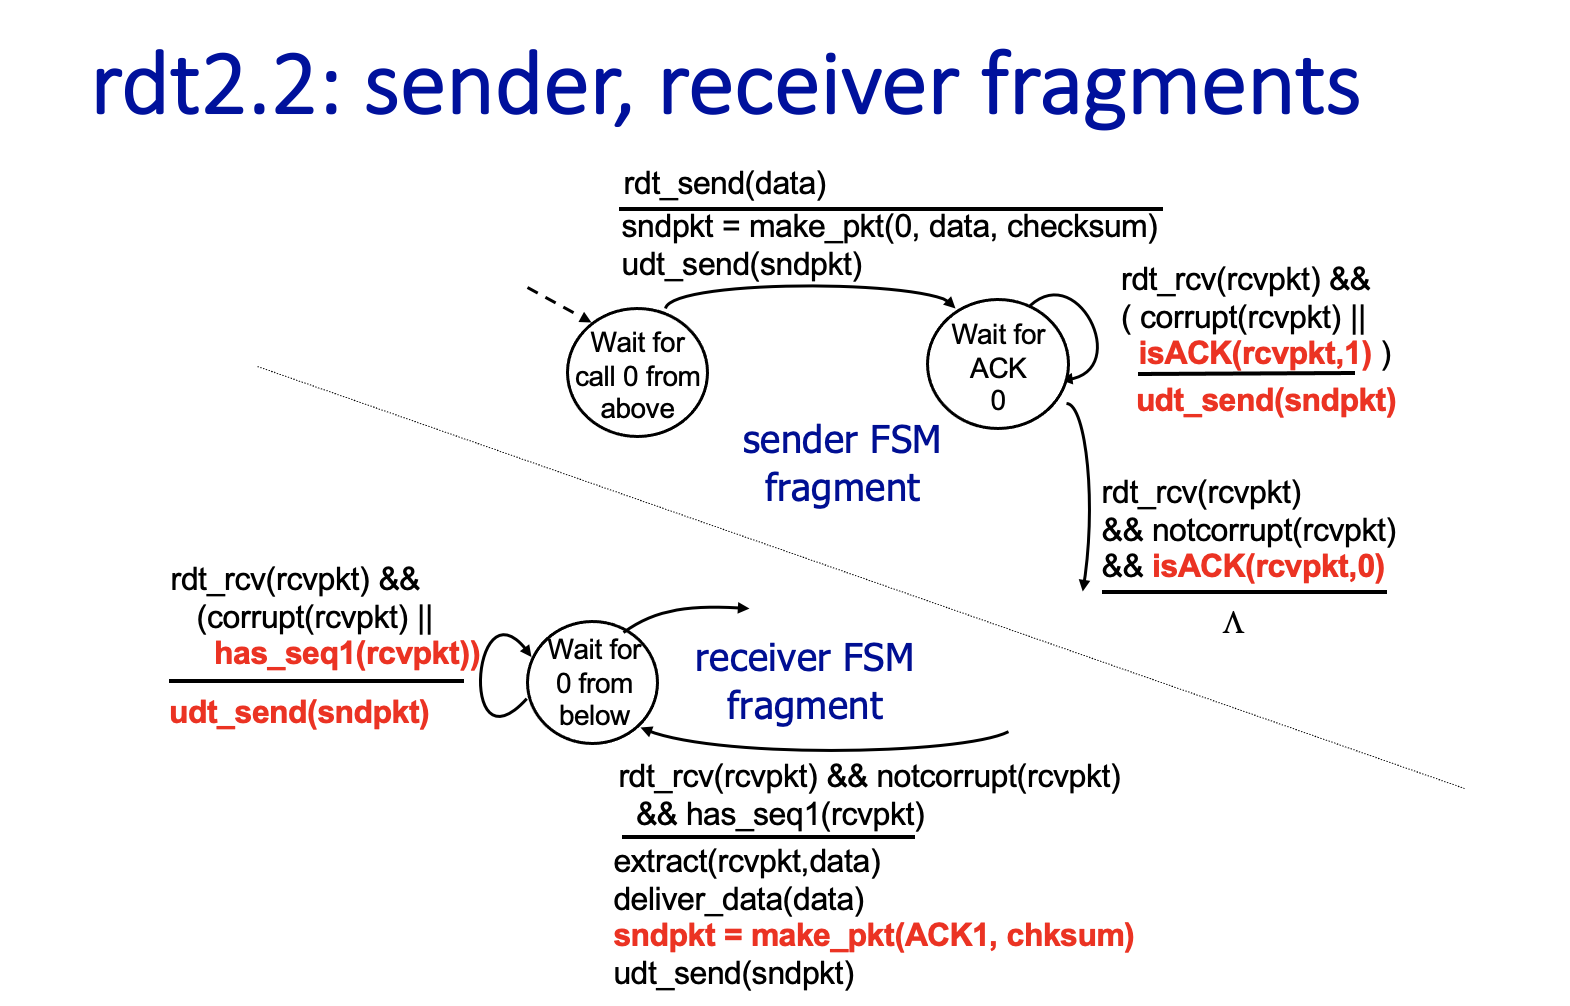 rdt2.2: sender, receiver fragments
rdt_send(data)
sndpkt = make_pkt(0, data, checksum)
udt_send(sndpkt)
Wait for
call 0 from
above
Wait for
ACK
0
rdt_rcv(rcvpkt) &&
( corrupt(rcvpkt) ||
isACK(rcvpkt,1) )
udt_send(sndpkt)
sender FSM
fragment
rdt_rcv(rcvpkt)
&& notcorrupt(rcvpkt)
&& isACK(rcvpkt,0)
Λ
rdt_rcv(rcvpkt) &&
(corrupt(rcvpkt) ||
has_seq1(rcvpkt))
udt_send(sndpkt)
Wait for
0 from
below
receiver FSM
fragment
rdt_rcv(rcvpkt) && notcorrupt(rcvpkt)
&& has_seq1(rcvpkt)
extract(rcvpkt,data)
deliver_data(data)
sndpkt = make_pkt(ACK1, chksum)
udt_send(sndpkt)